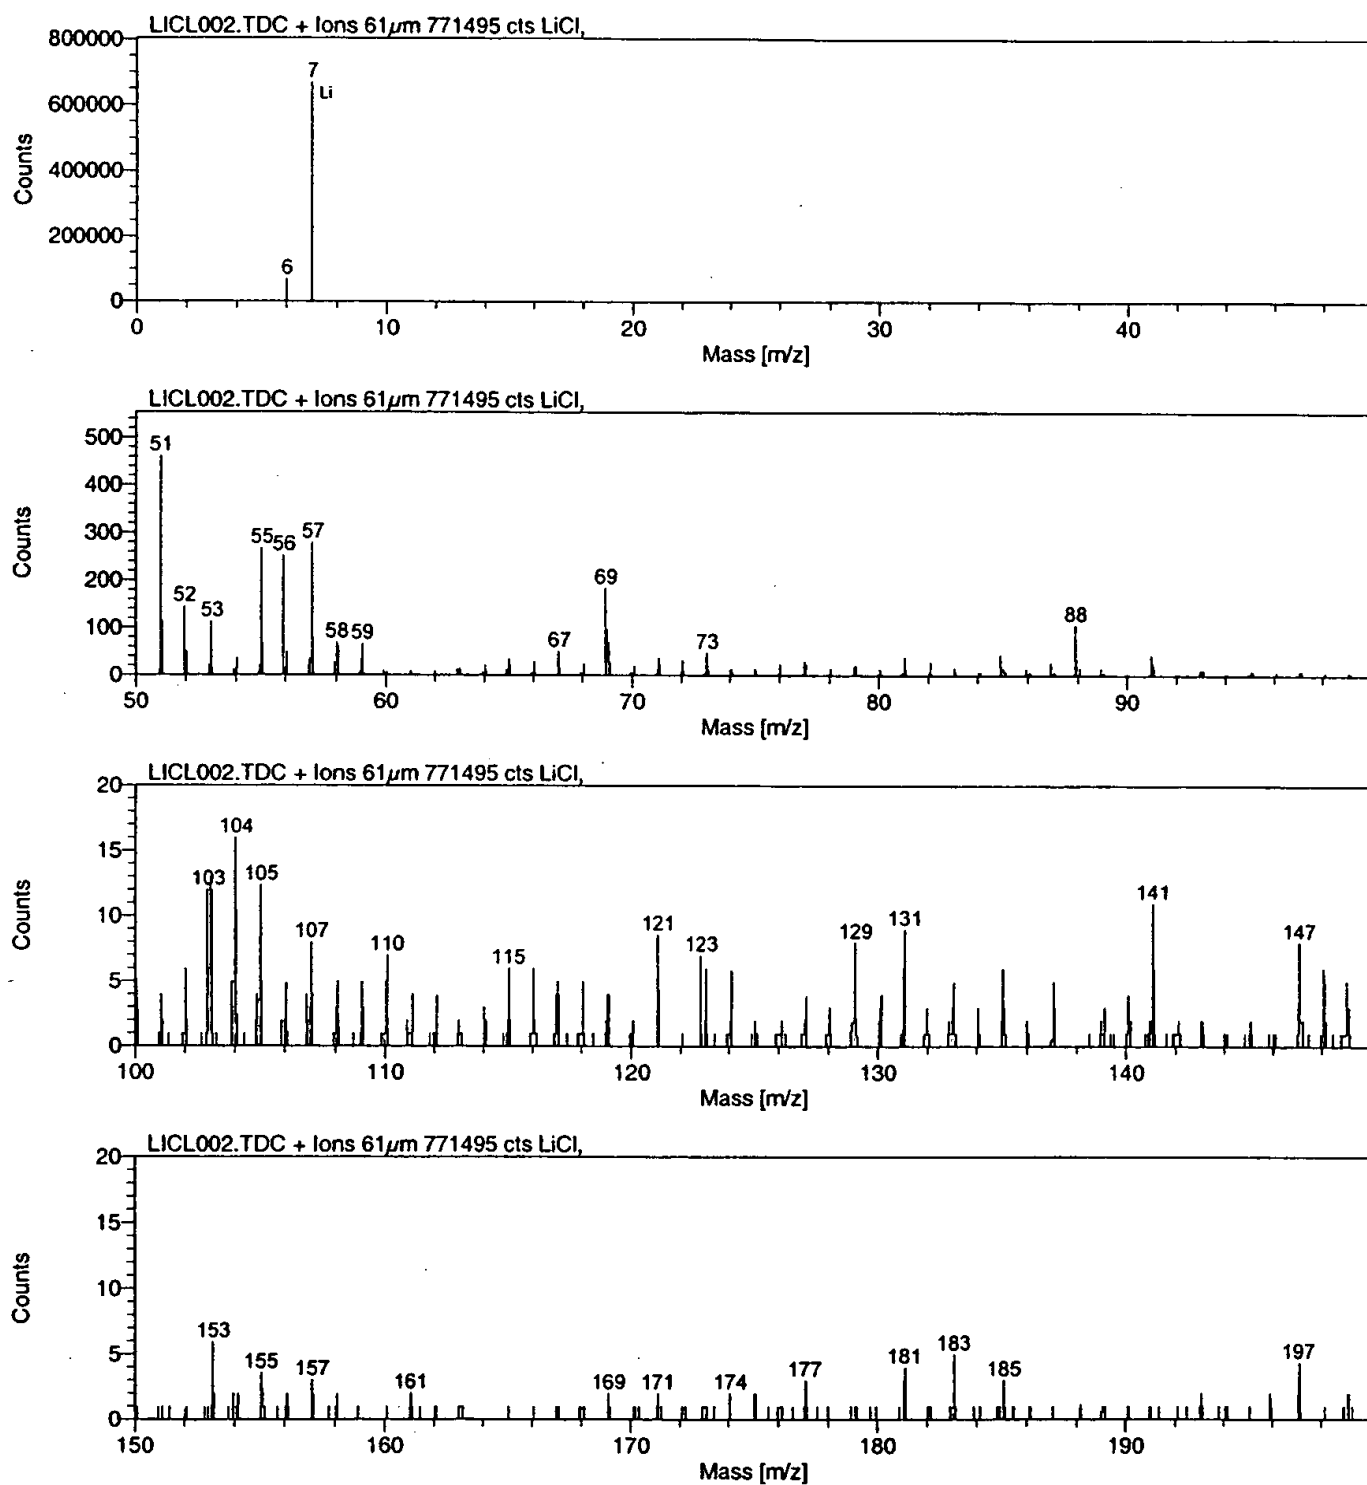 LICL002.TDC + Ions 61µm 771495 cts LiCl,
800000
7
Li
600000
Counts
400000
200000
6
0
0 10 20 30 40
Mass [m/z]
LICL002.TDC + Ions 61µm 771495 cts LiCl,
500
51
400
Counts
300
55 56 57
200
69
52
53
100
88
58 59
67
73
0
51 60 70 80 90
Mass [m/z]
LICL002.TDC + Ions 61µm 771495 cts LiCl,
20
15
104
103
105
141
Counts
10
121
131
107
129
147
110
123
115
5
0
100 110 120 130 140
Mass [m/z]
LICL002.TDC + Ions 61µm 771495 cts LiCl,
20
15
Counts
10
153
5
183
197
181
155
157
177
185
161
169 171 174
0
150 160 170 180 190
Mass [m/z]